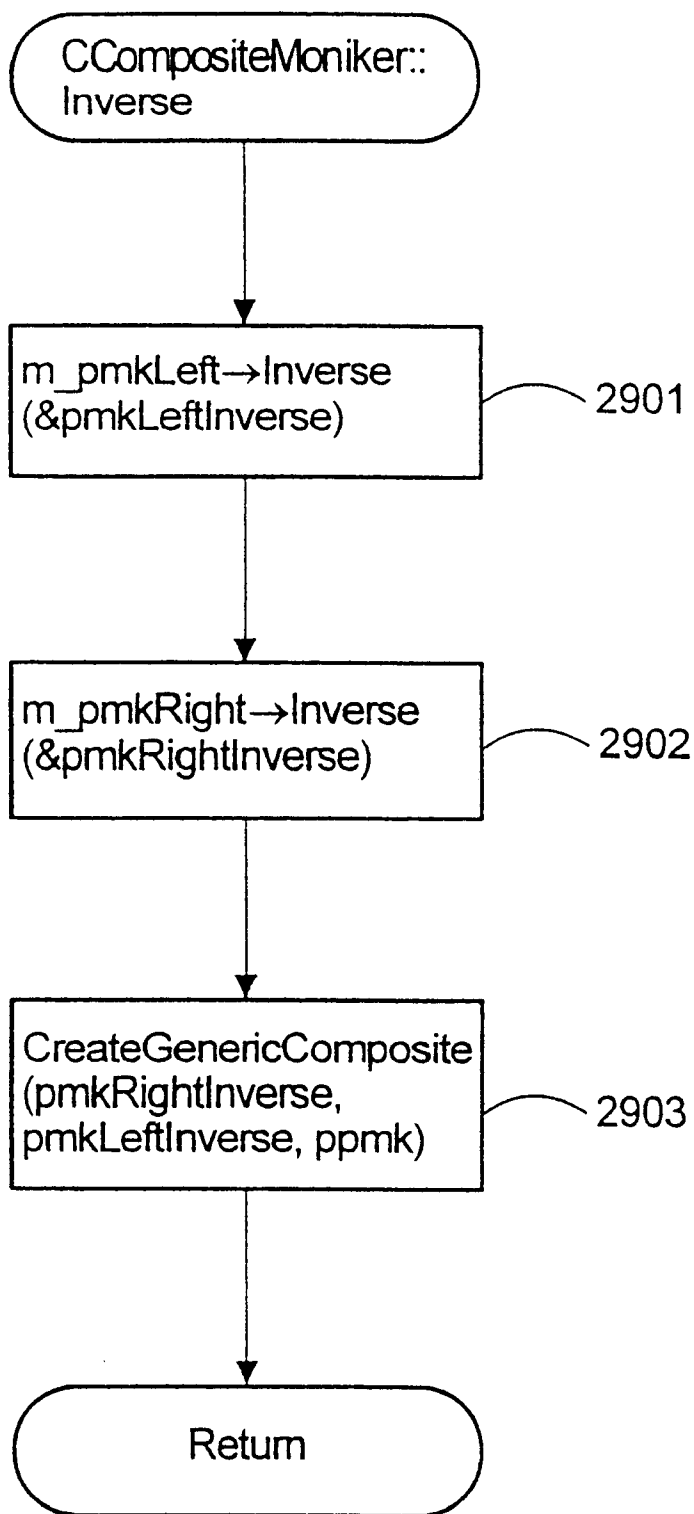 CCompositeMoniker::
Inverse
m_pmkLeft→Inverse
(&pmkLeftInverse)
2901
m_pmkRight→Inverse
(&pmkRightInverse)
2902
CreateGenericComposite
(pmkRightInverse,
pmkLeftInverse, ppmk)
2903
Return